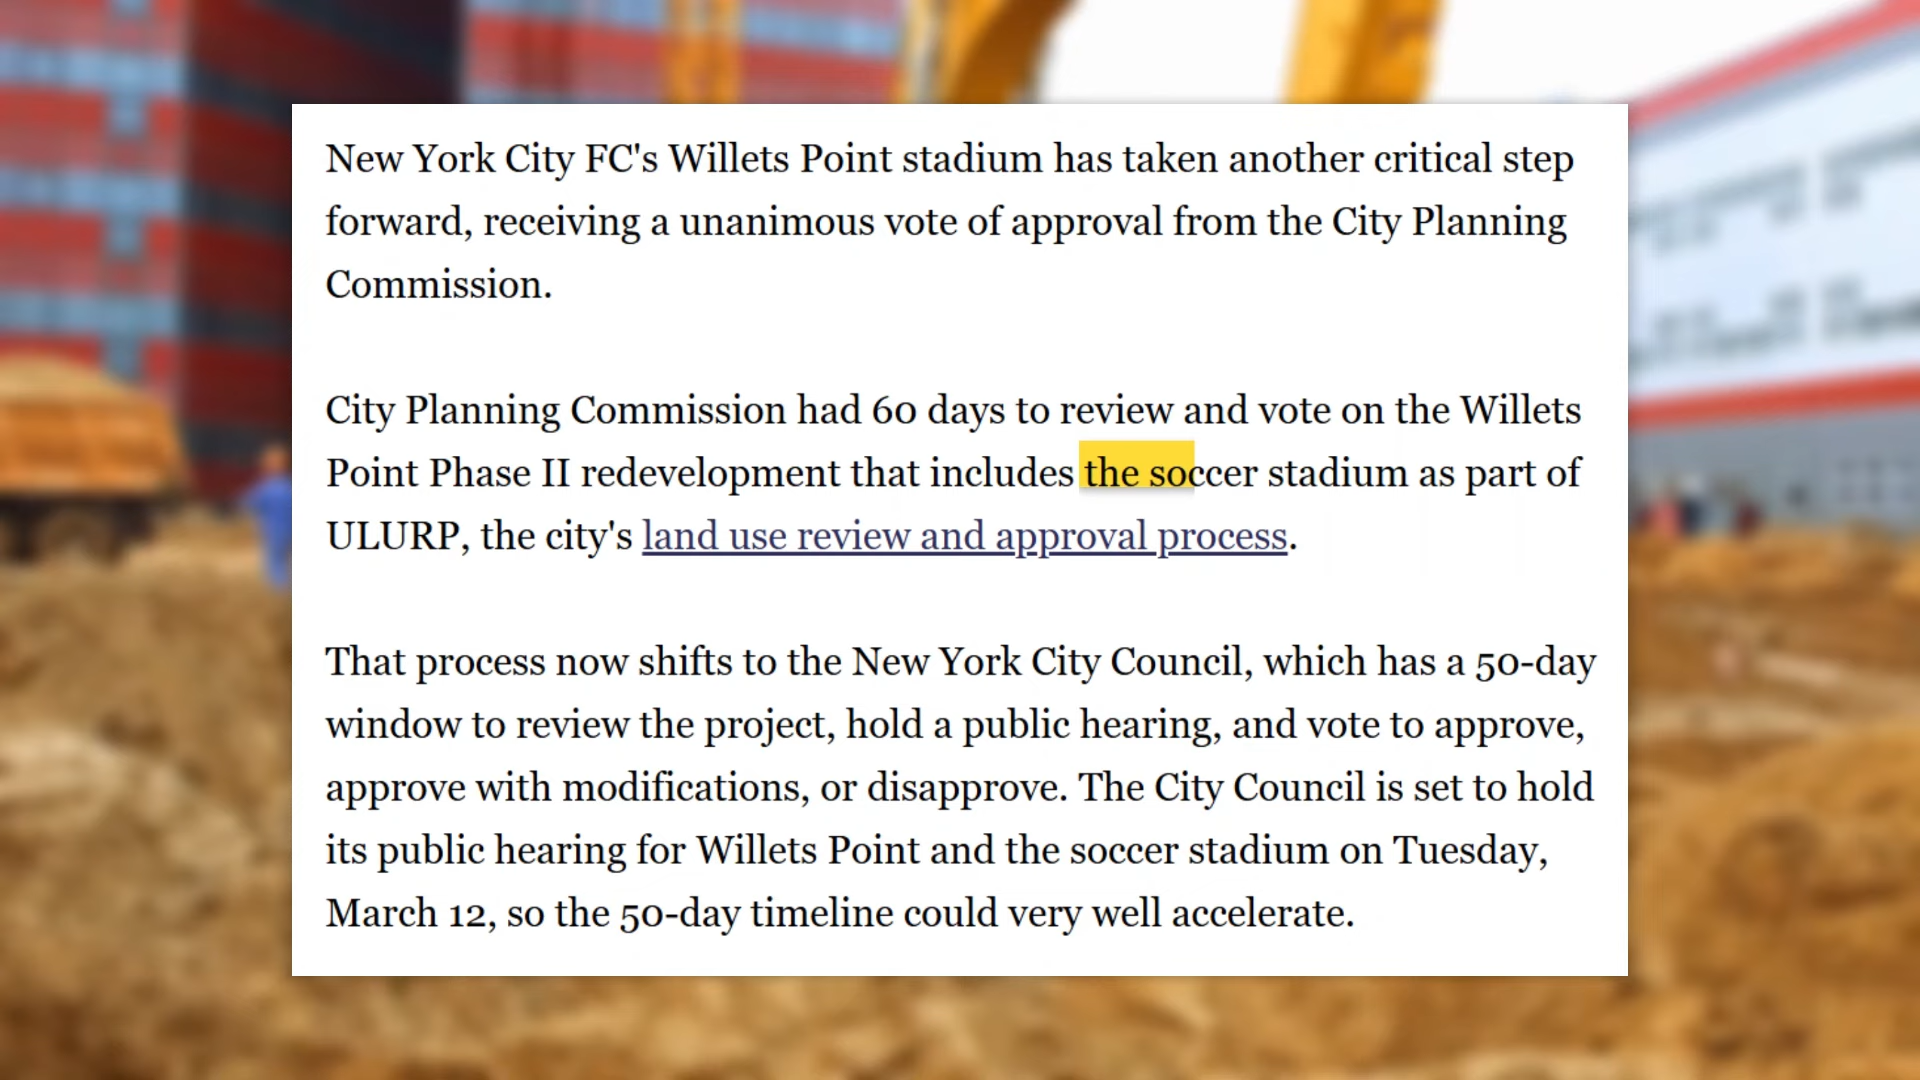 New York City FC's Willets Point stadium has taken another critical step
forward, receiving a unanimous vote of approval from the City Planning
Commission.
City Planning Commission had 60 days to review and vote on the Willets
Point Phase II redevelopment that includes the soccer stadium as part of
ULURP, the city's land use review and approval process.
That process now shifts to the New York City Council, which has a 50-day
window to review the project, hold a public hearing, and vote to approve,
approve with modifications, or disapprove. The City Council is set to hold
its public hearing for Willets Point and the soccer stadium on Tuesday,
March 12, so the 50-day timeline could very well accelerate.